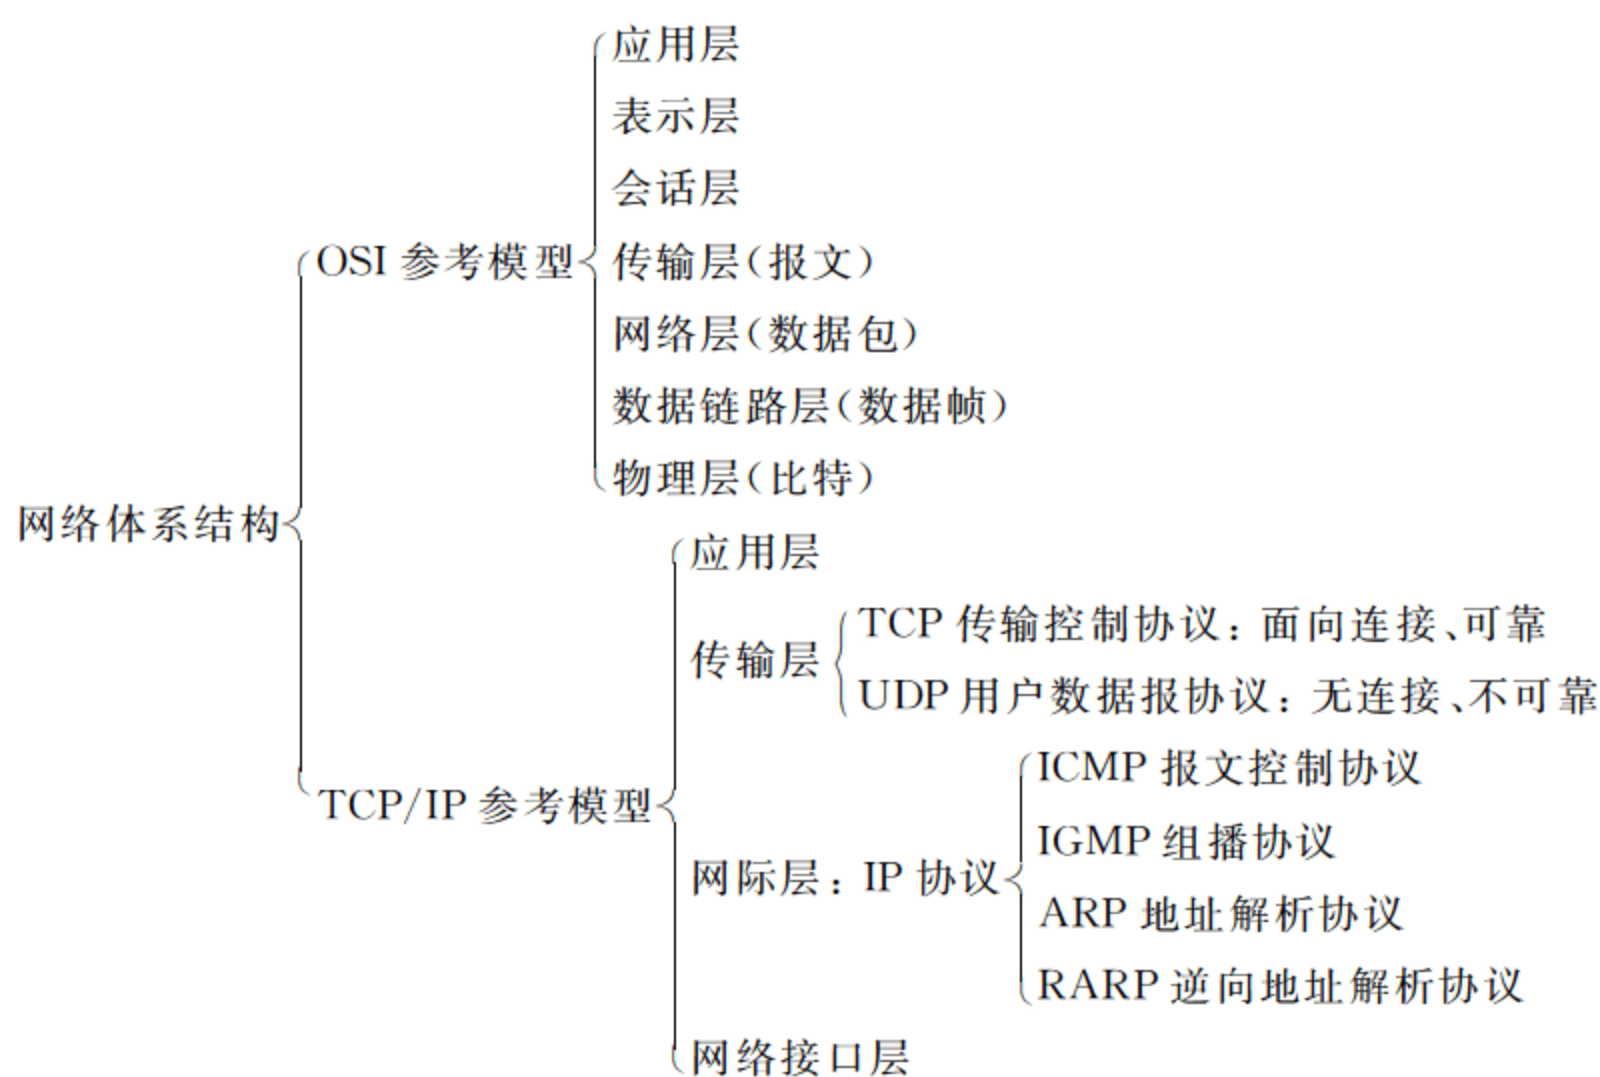 应用层
表示层
会话层
OSI 参考模型 传输层(报文)
网络层(数据包)
数据链路层(数据帧)
物理层(比特)
网络体系结构
应用层
TCP 传输控制协议：面向连接、可靠
传输层
UDP 用户数据报协议：无连接、不可靠
ICMP 报文控制协议
TCP/IP 参考模型
IGMP 组播协议
网际层：IP 协议
ARP 地址解析协议
RARP 逆向地址解析协议
网络接口层